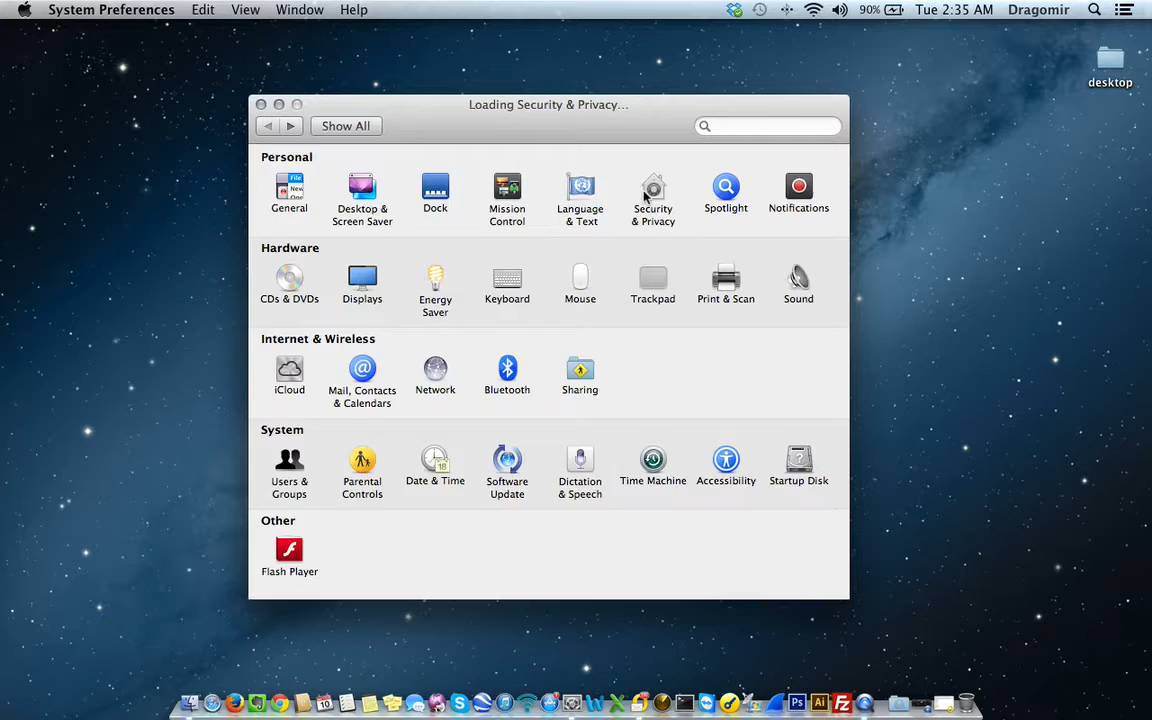 System Preferences Edit View Window Help 90% Tue 2:35 AM Dragomir
desktop
Loading Security & Privacy...
Show All
Personal
General
Desktop &
Screen Saver
Dock
Mission
Control
Language
& Text
Security
& Privacy
Spotlight
Notifications
Hardware
CDs & DVDs
Displays
Energy
Saver
Keyboard
Mouse
Trackpad
Print & Scan
Sound
Internet & Wireless
iCloud
Mail, Contacts
& Calendars
Network
Bluetooth
Sharing
System
Users &
Groups
Parental
Controls
Date & Time
Software
Update
Dictation
& Speech
Time Machine
Accessibility
Startup Disk
Other
Flash Player